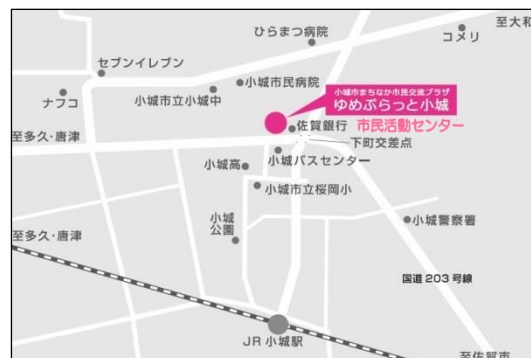 至大和
ひらまつ病院
コメリ
セブンイレブン
小城市民病院
ナフコ
小城市立小城中
小城市まちなか市民交流プラザ
ゆめぷらっと小城
佐賀銀行
市民活動センター
至多久・唐津
下町交差点
小城高
小城バスセンター
小城市立桜岡小
小城
公園
小城警察署
至多久・唐津
国道203号線
JR小城駅
至佐賀市